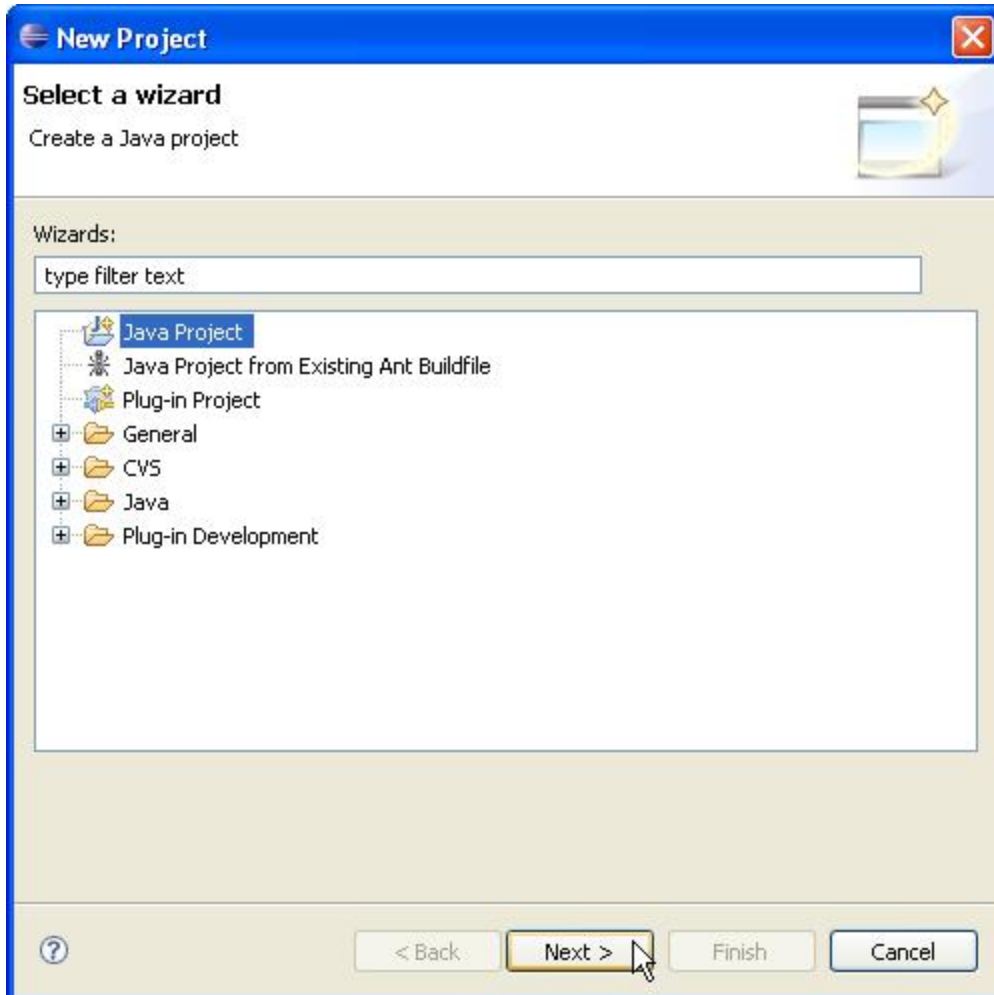 New Project
Select a wizard
Create a Java project
Wizards:
type filter text
Java Project
Java Project from Existing Ant Buildfile
Plug-in Project
General
CVS
Java
Plug-in Development
? < Back Next > Finish Cancel